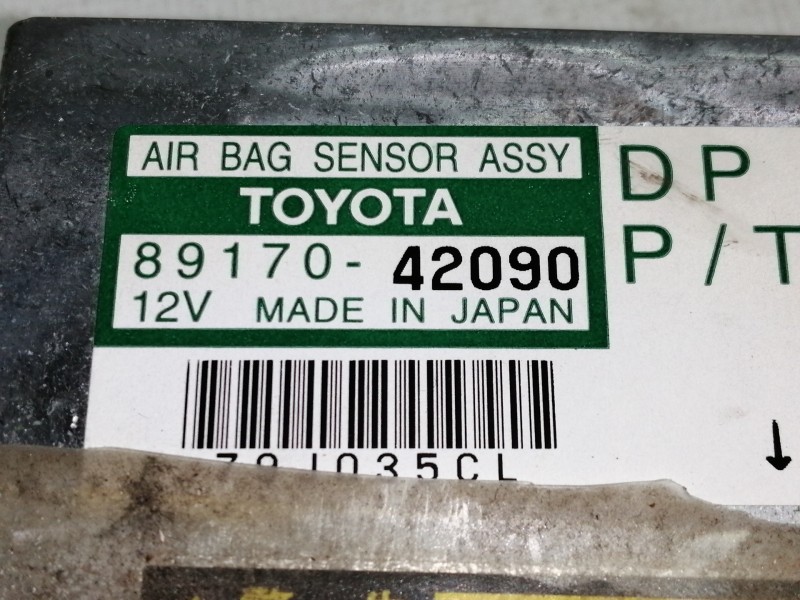 AIR BAG SENSOR ASSY
TOYOTA
89170-42090
12V MADE IN JAPAN
DP
P/T